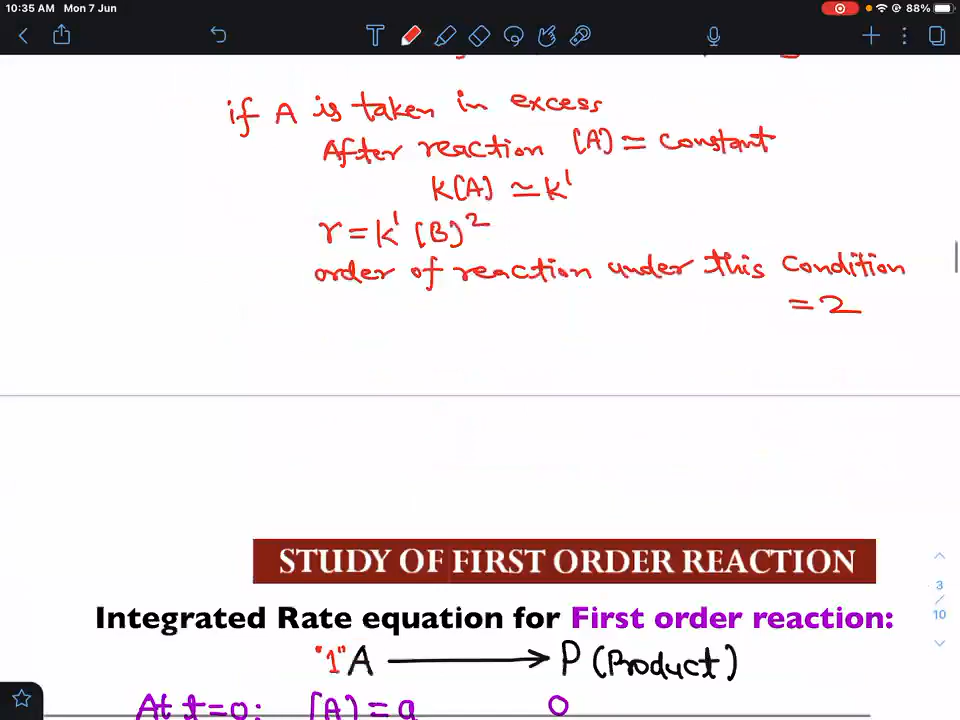 10:35 AM Mon 7 Jun 88%
if A is taken in excess
After reaction [A] ≃ constant
k[A] ≃ k'
r = k' [B]²
order of reaction under this condition
= 2
STUDY OF FIRST ORDER REACTION
3
/
10
Integrated Rate equation for First order reaction:
"1" A → P (Product)
At t=0: [A] = a 0